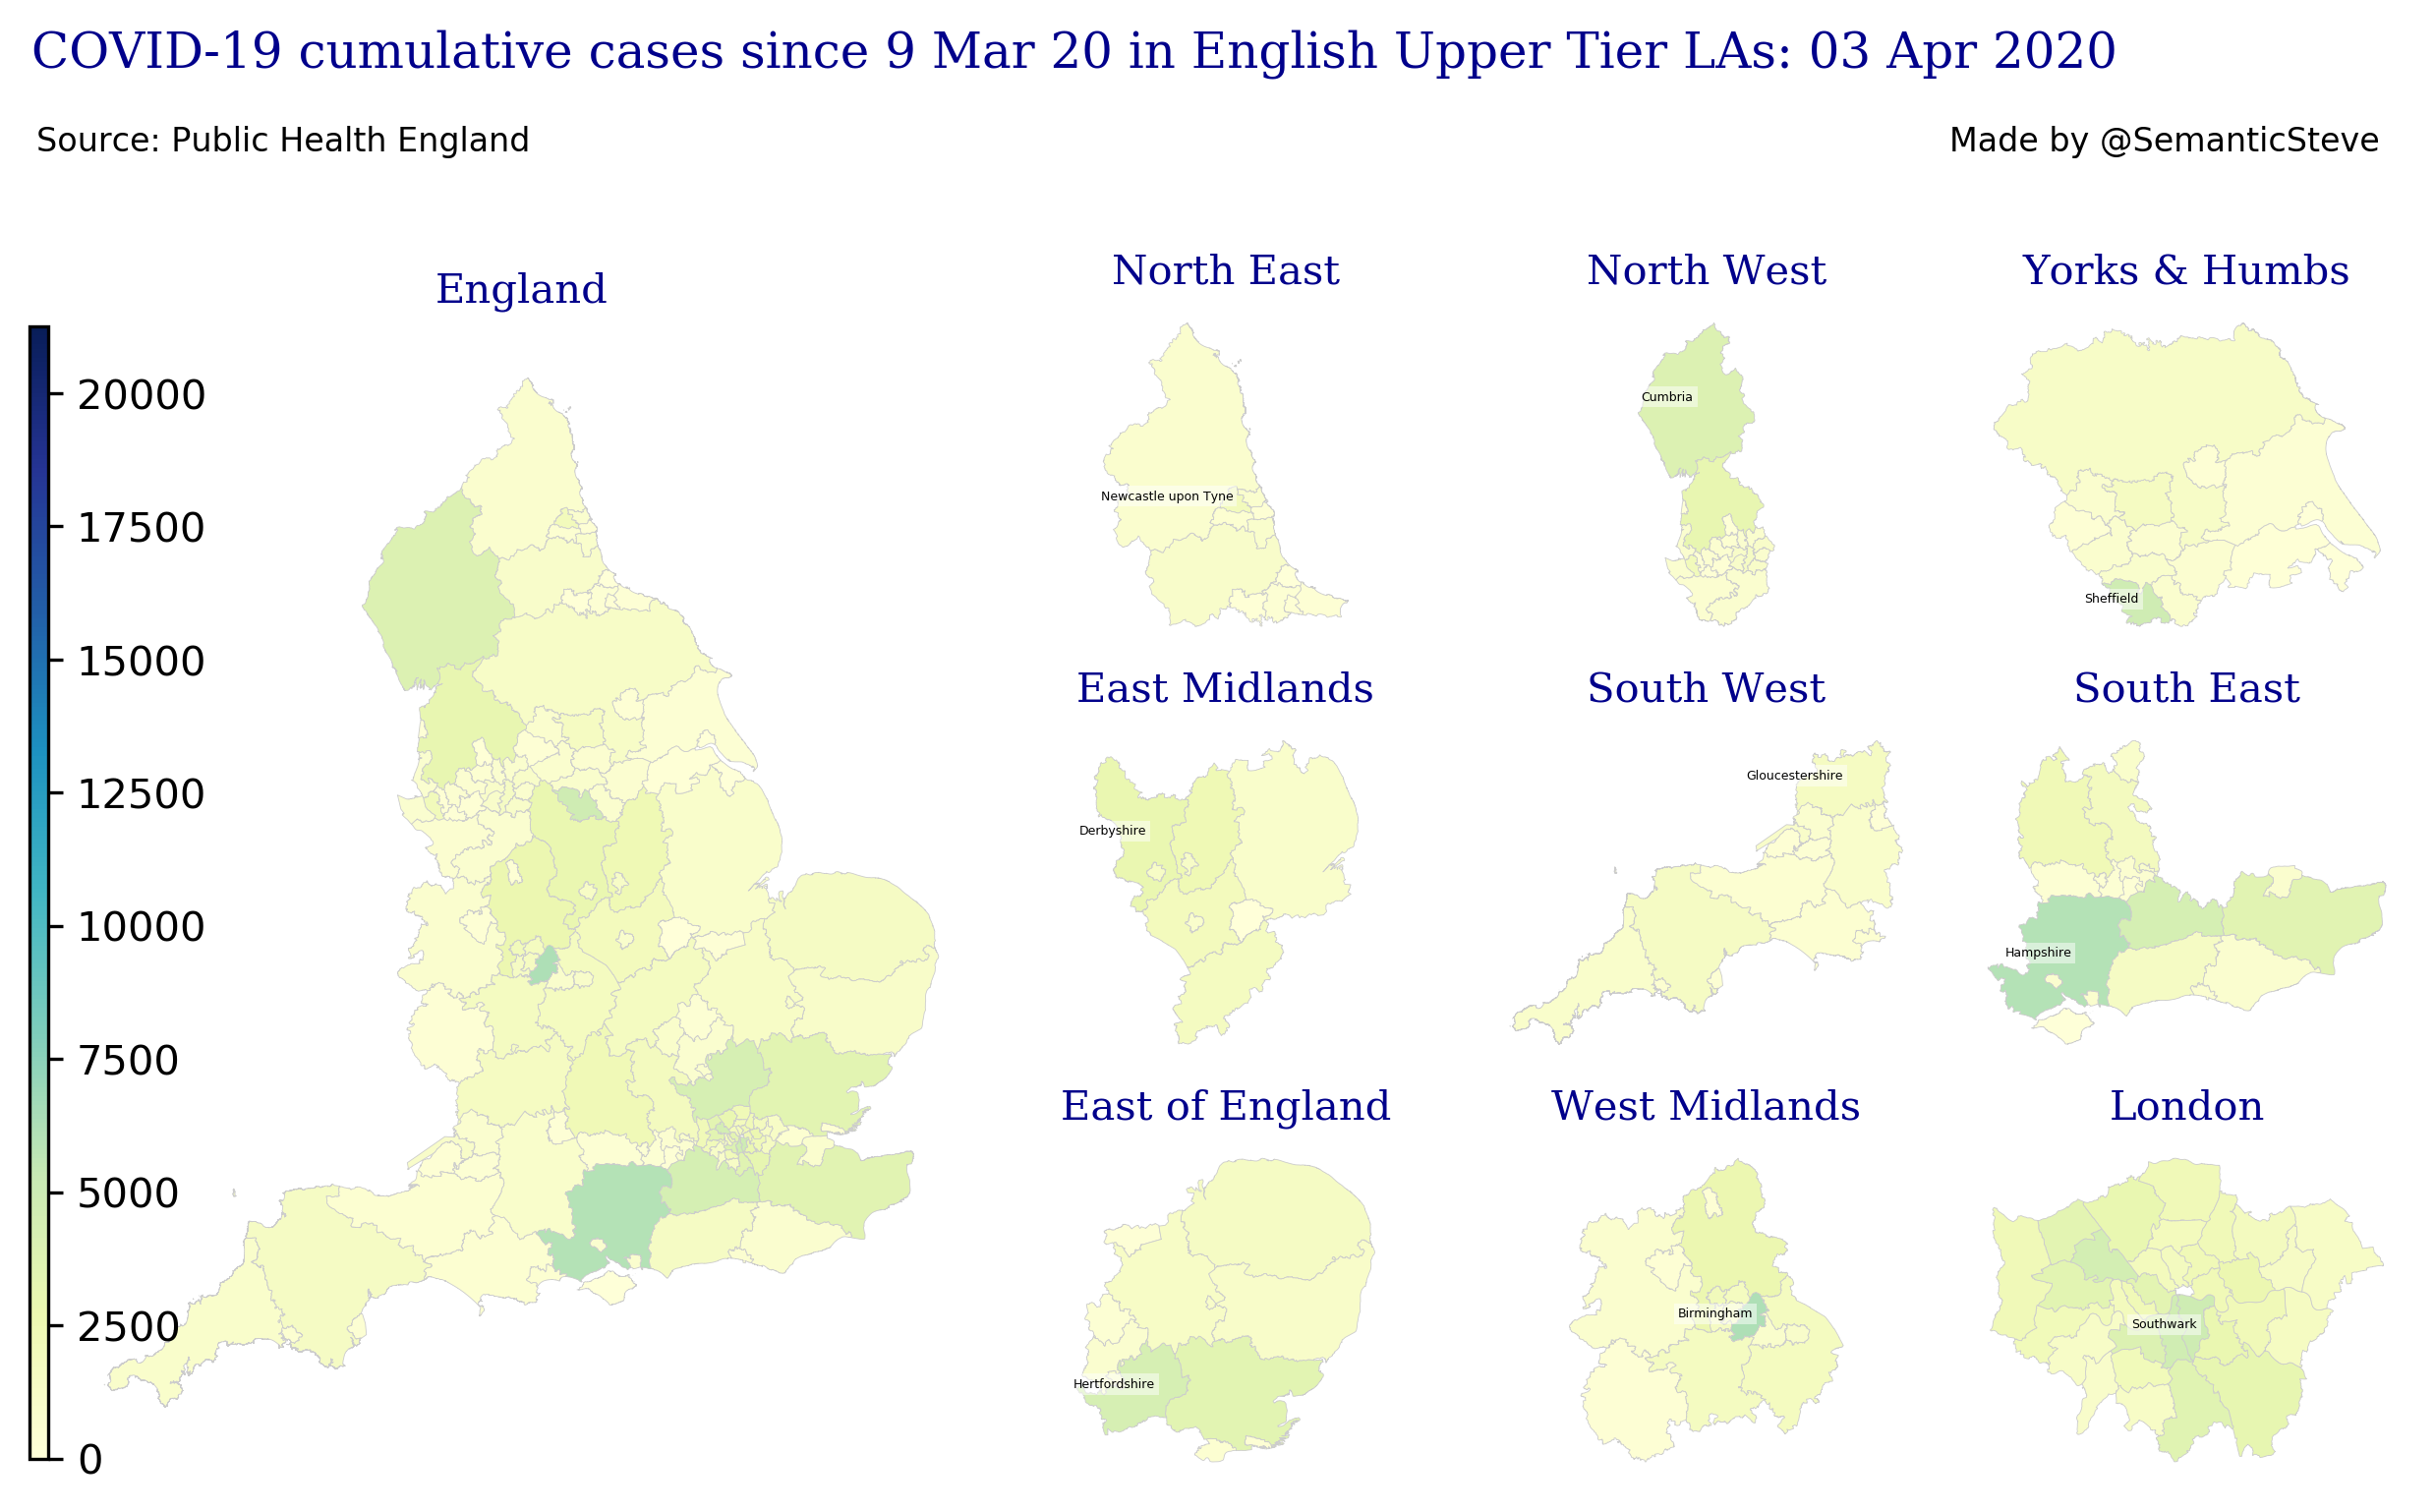 COVID-19 cumulative cases since 9 Mar 20 in English Upper Tier LAs: 03 Apr 2020
Source: Public Health England
Made by @SemanticSteve
England
20000
17500
15000
12500
10000
7500
5000
2500
0
North East
Newcastle upon Tyne
North West
Cumbria
Yorks & Humbs
Sheffield
East Midlands
Derbyshire
South West
Gloucestershire
South East
Hampshire
East of England
Hertfordshire
West Midlands
Birmingham
London
Southwark